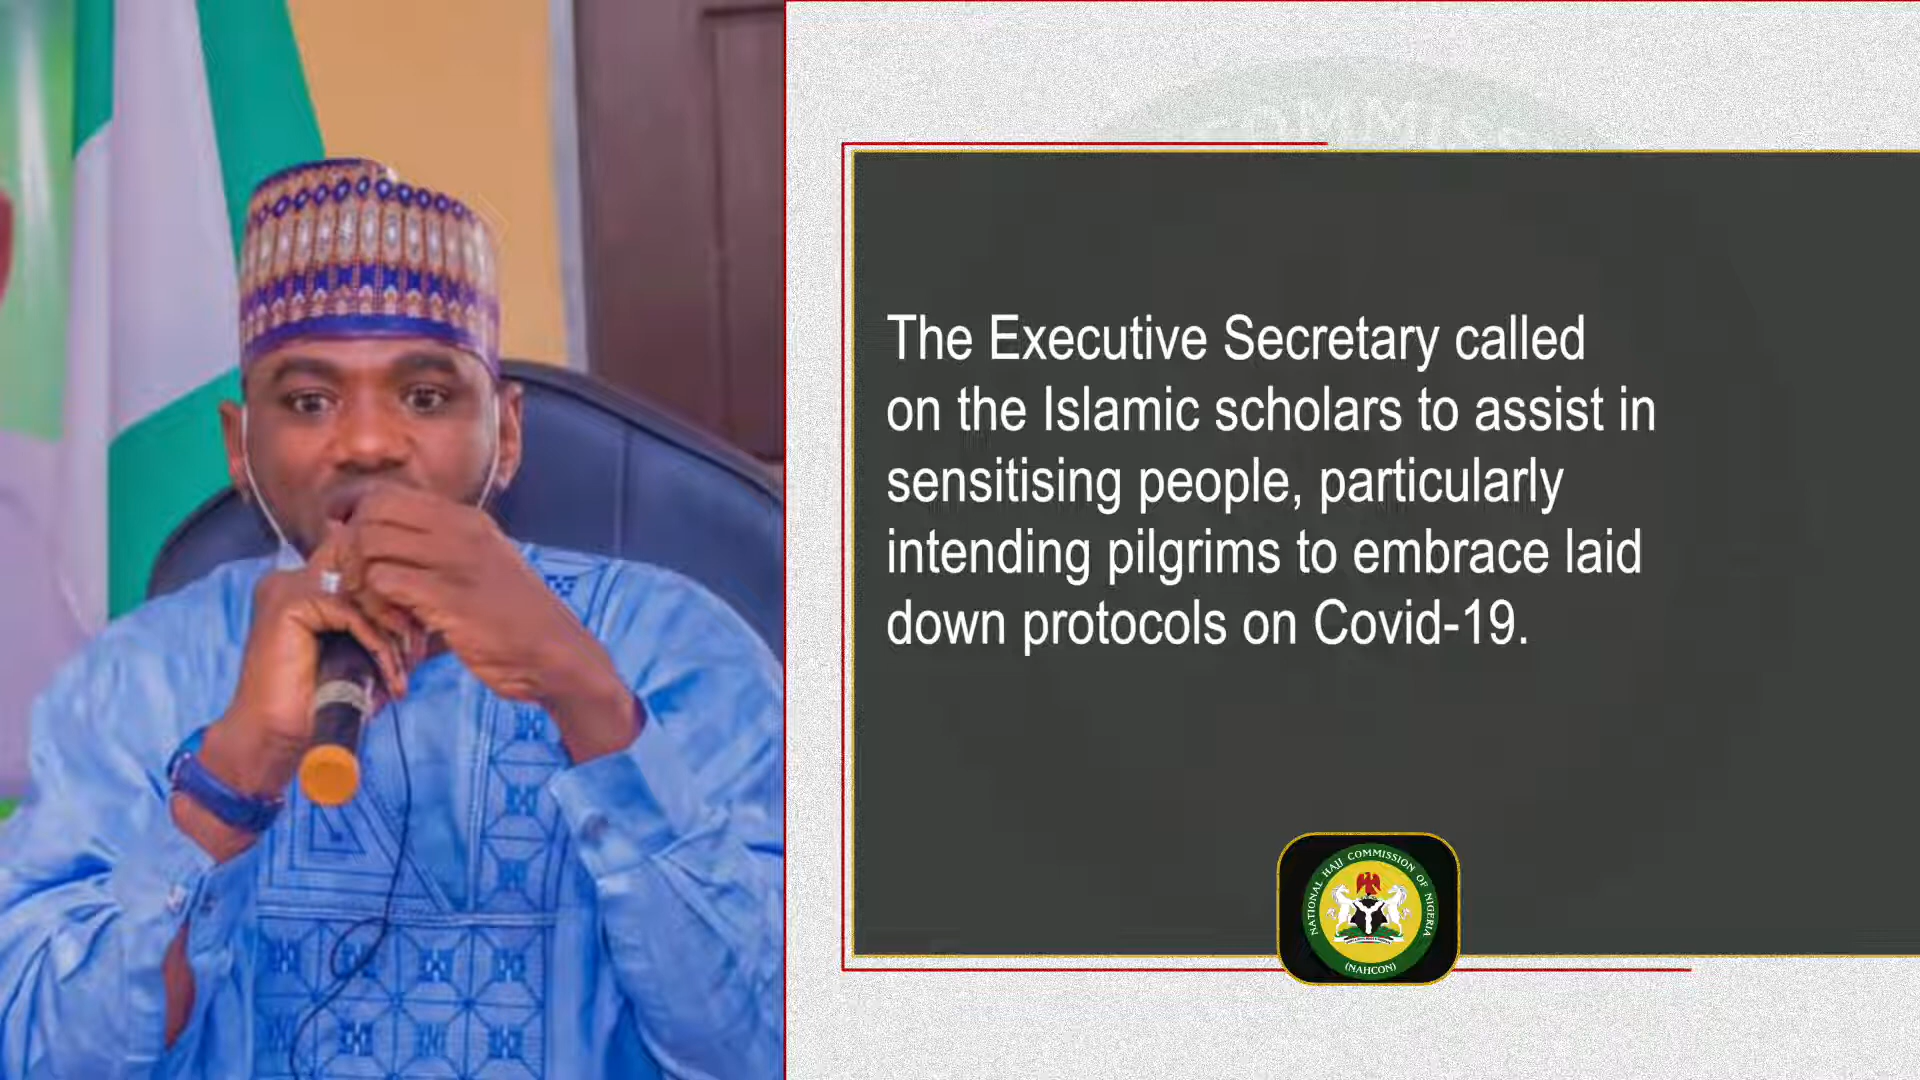 COMMISS
The Executive Secretary called
on the Islamic scholars to assist in
sensitising people, particularly
intending pilgrims to embrace laid
down protocols on Covid-19.
NATIONAL HAJJ COMMISSION OF NIGERIA
(NAHCON)